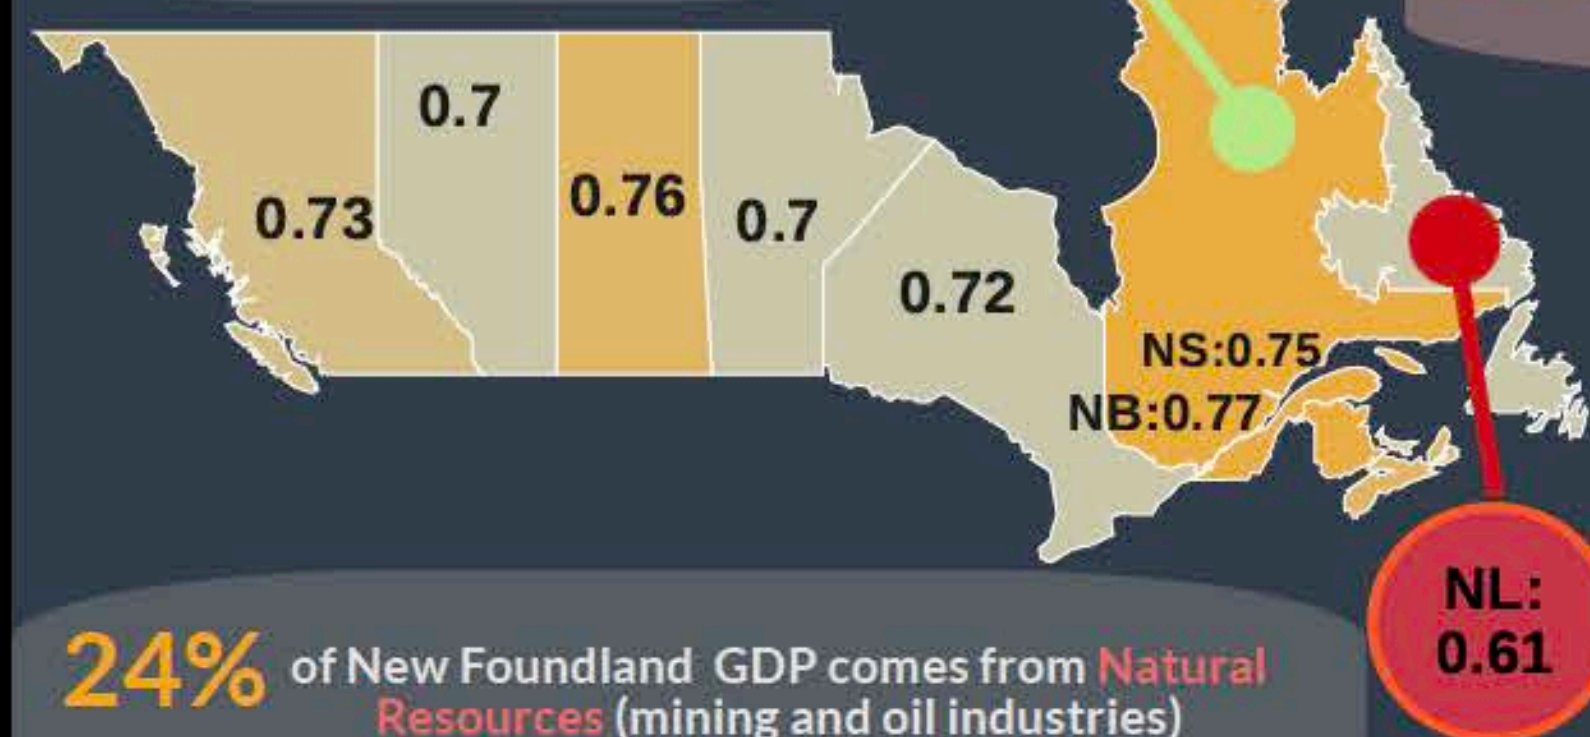 0.7
0.73
0.76
0.7
0.72
NS:0.75
NB:0.77
NL:
0.61
24% of New Foundland GDP comes from Natural
Resources (mining and oil industries)